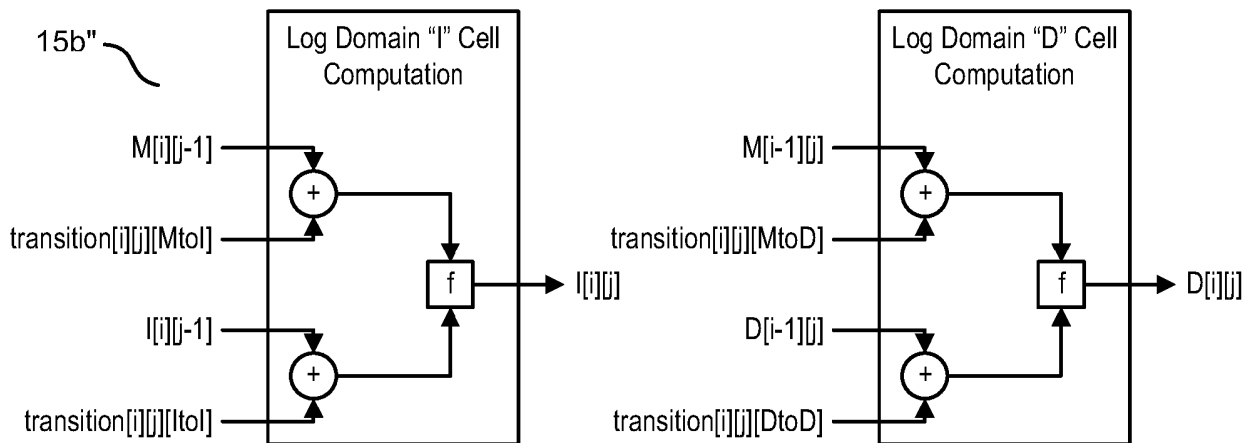 15b"
Log Domain “I” Cell
Computation
M[i][j-1]
+
transition[i][j][MtoI]
f
I[i][j]
I[i][j-1]
+
transition[i][j][ItoI]
Log Domain “D” Cell
Computation
M[i-1][j]
+
transition[i][j][MtoD]
f
D[i][j]
D[i-1][j]
+
transition[i][j][DtoD]